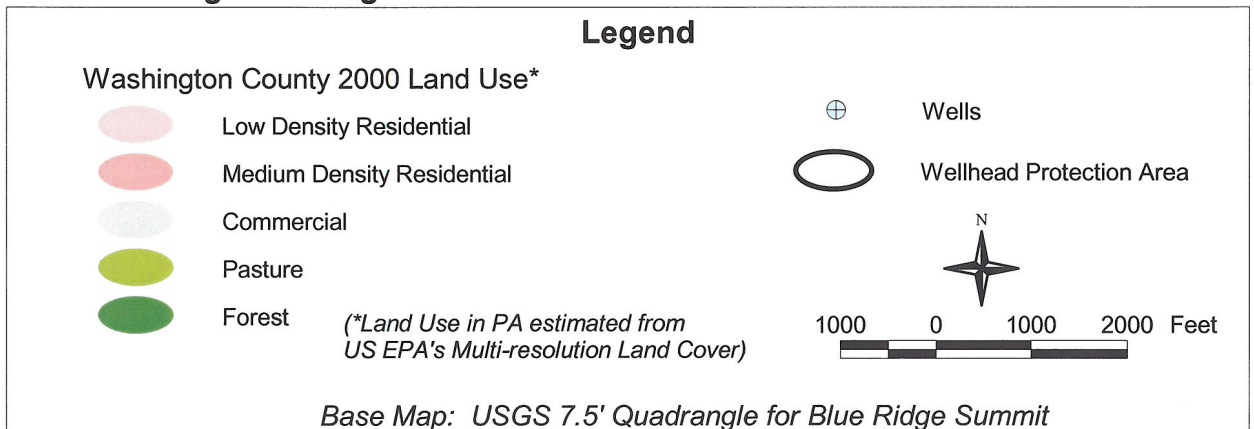 Legend
Washington County 2000 Land Use*
Low Density Residential
Medium Density Residential
Commercial
Pasture
Forest
(*Land Use in PA estimated from
US EPA's Multi-resolution Land Cover)
Wells
Wellhead Protection Area
N
1000 0 1000 2000 Feet
Base Map: USGS 7.5' Quadrangle for Blue Ridge Summit